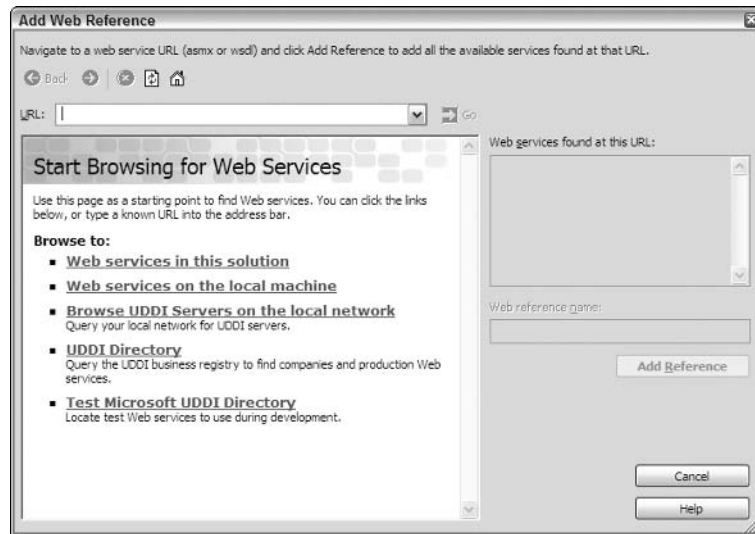 Add Web Reference
Navigate to a web service URL (asmx or wsdl) and click Add Reference to add all the available services found at that URL.
Back
URL:
Go
Start Browsing for Web Services
Use this page as a starting point to find Web services. You can click the links
below, or type a known URL into the address bar.
Browse to:
Web services in this solution
Web services on the local machine
Browse UDDI Servers on the local network
Query your local network for UDDI servers.
UDDI Directory
Query the UDDI business registry to find companies and production Web
services.
Test Microsoft UDDI Directory
Locate test Web services to use during development.
Web services found at this URL:
Web reference name:
Add Reference
Cancel
Help